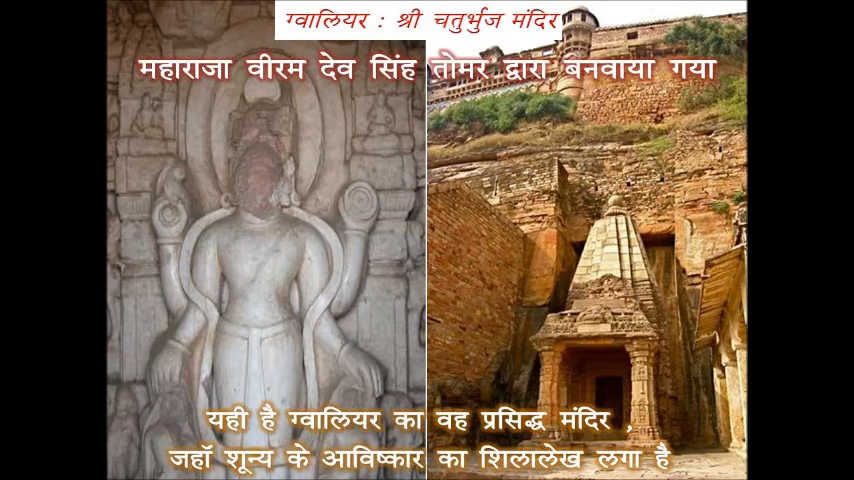 ग्वालियर : श्री चतुर्भुज मंदिर
महाराजा वीरम देव सिंह तोमर द्वारा बनवाया गया
यही है ग्वालियर का वह प्रसिद्ध मंदिर ,
जहॉ शून्य के आविष्कार का शिलालेख लगा है